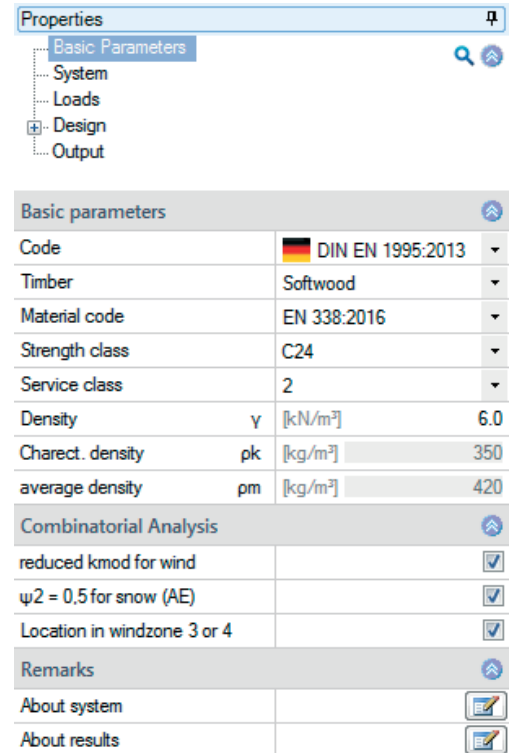 Properties
Basic Parameters
System
Loads
Design
Output
Basic parameters
Code DIN EN 1995:2013
Timber Softwood
Material code EN 338:2016
Strength class C24
Service class 2
Density γ [kN/m³] 6.0
Charect. density ρk [kg/m³] 350
average density ρm [kg/m³] 420
Combinatorial Analysis
reduced kmod for wind
ψ2 = 0,5 for snow (AE)
Location in windzone 3 or 4
Remarks
About system
About results